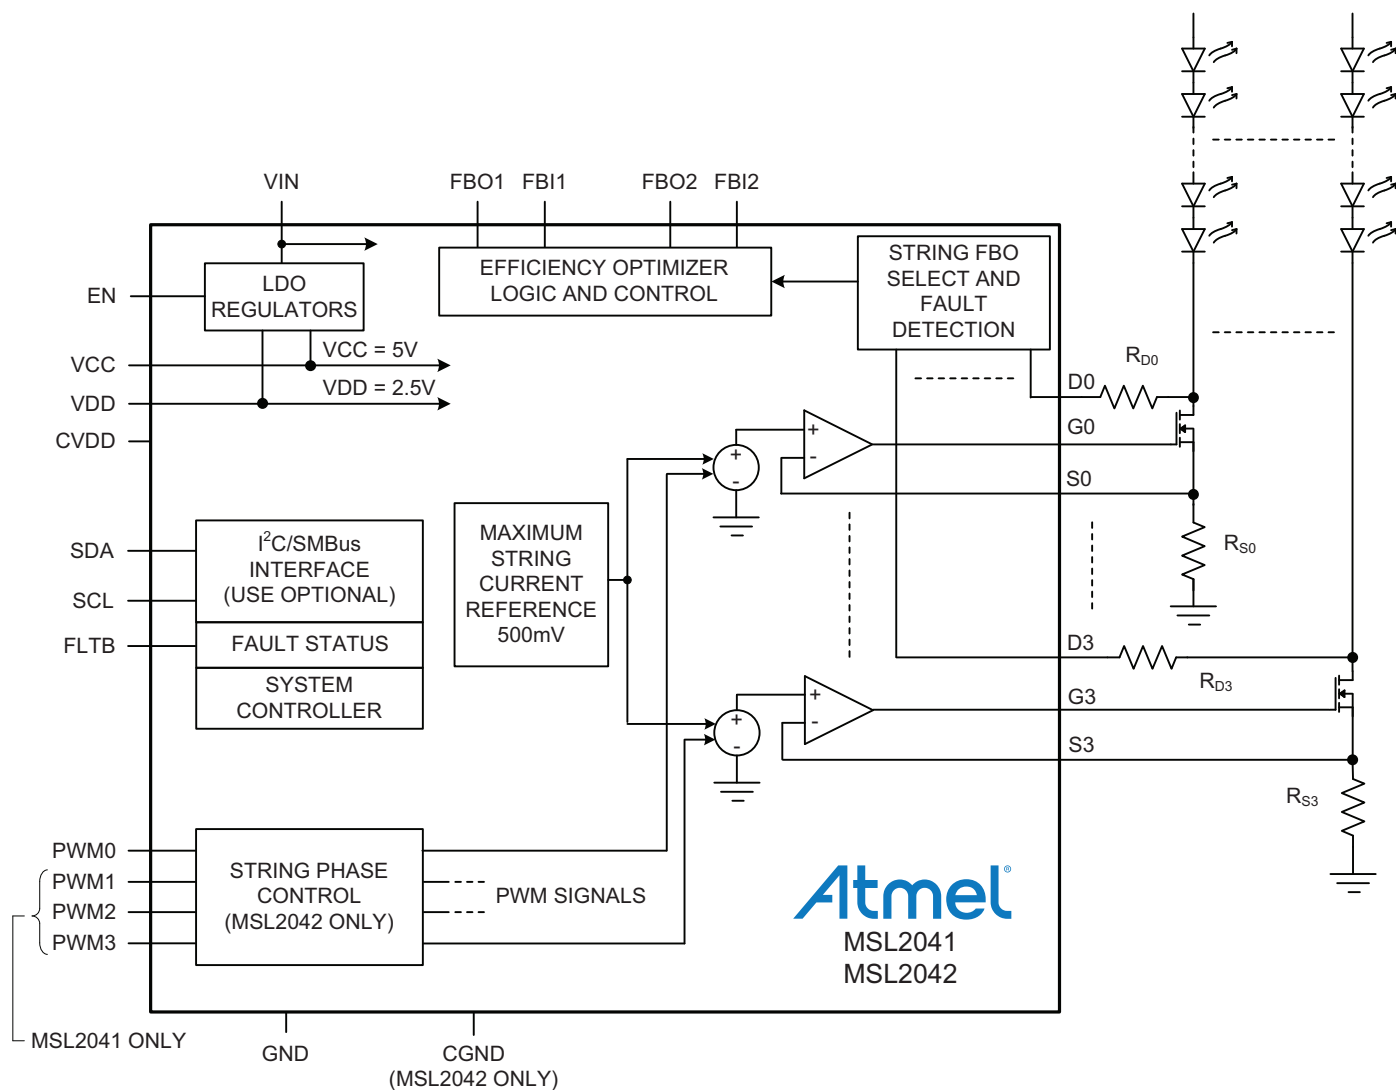 VIN
FBO1
FBI1
FBO2
FBI2
LDO
REGULATORS
EFFICIENCY OPTIMIZER
LOGIC AND CONTROL
STRING FBO
SELECT AND
FAULT
DETECTION
EN
VCC
VCC = 5V
VDD
VDD = 2.5V
CVDD
D0
RD0
G0
S0
RS0
+
-
+
-
MAXIMUM
STRING
CURRENT
REFERENCE
500mV
SDA
SCL
FLTB
I²C/SMBus
INTERFACE
(USE OPTIONAL)
FAULT STATUS
SYSTEM
CONTROLLER
D3
RD3
G3
S3
RS3
+
-
+
-
PWM0
PWM1
PWM2
PWM3
STRING PHASE
CONTROL
(MSL2042 ONLY)
PWM SIGNALS
Atmel®
MSL2041
MSL2042
MSL2041 ONLY
GND
CGND
(MSL2042 ONLY)